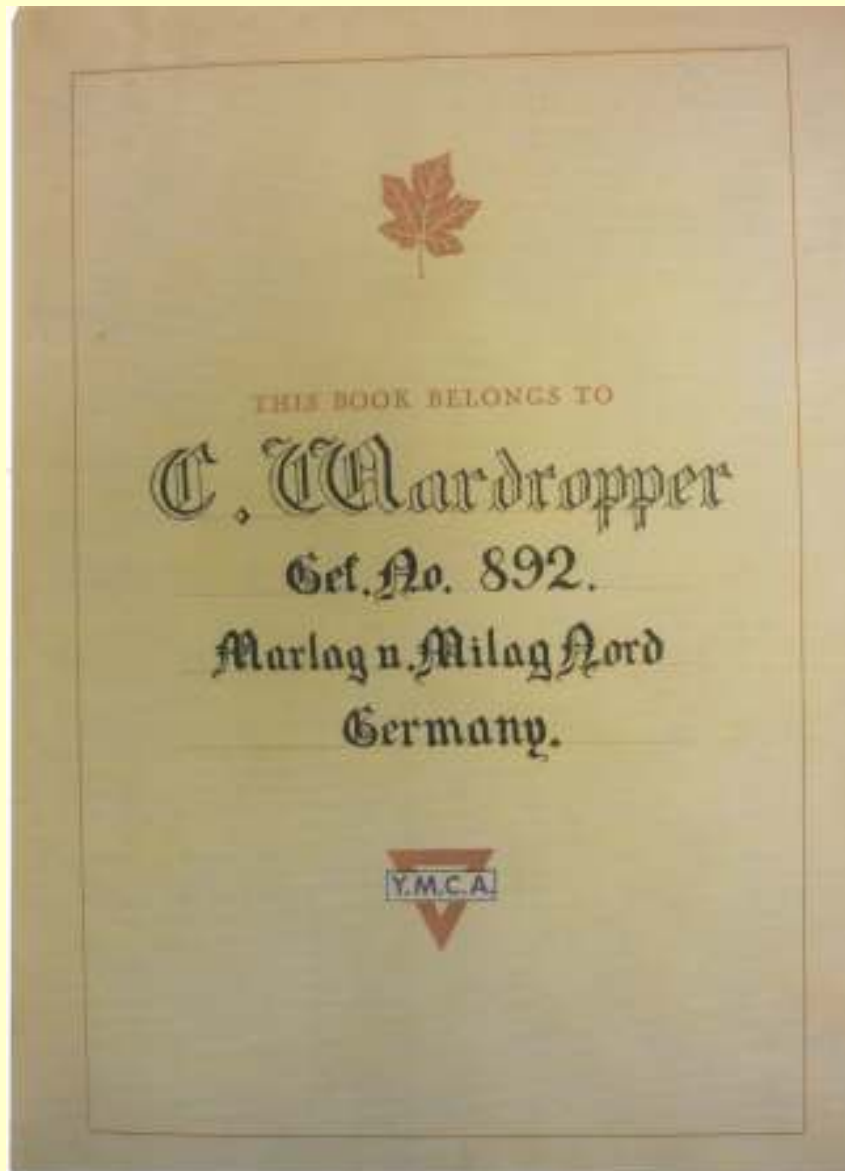 THIS BOOK BELONGS TO
C. Wardropper
Gef. No. 892.
Marlag u. Milag Nord
Germany.
Y.M.C.A.